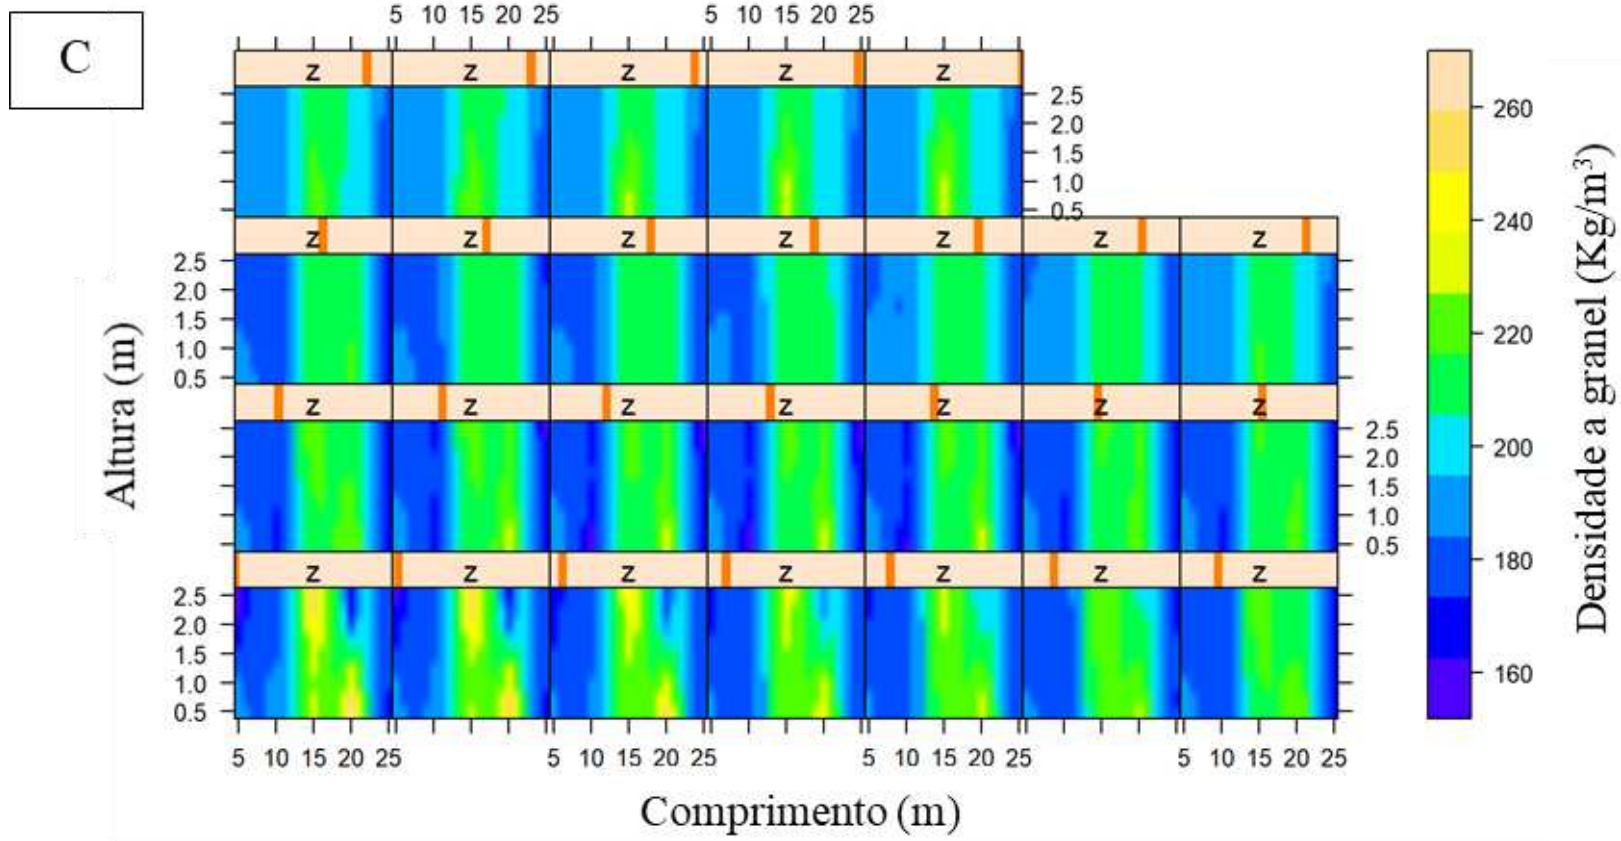 5 10 15 20 25 5 10 15 20 25
C
z z z z z
2.5
2.0
1.5
1.0
0.5
z z z z z z z
2.5
2.0
1.5
1.0
0.5
z z z z z z z
2.5
2.0
1.5
1.0
0.5
z z z z z z z
2.5
2.0
1.5
1.0
0.5
5 10 15 20 25 5 10 15 20 25 5 10 15 20 25 5 10 15 20 25
Comprimento (m)
Altura (m)
260
240
220
200
180
160
Densidade a granel (Kg/m³)